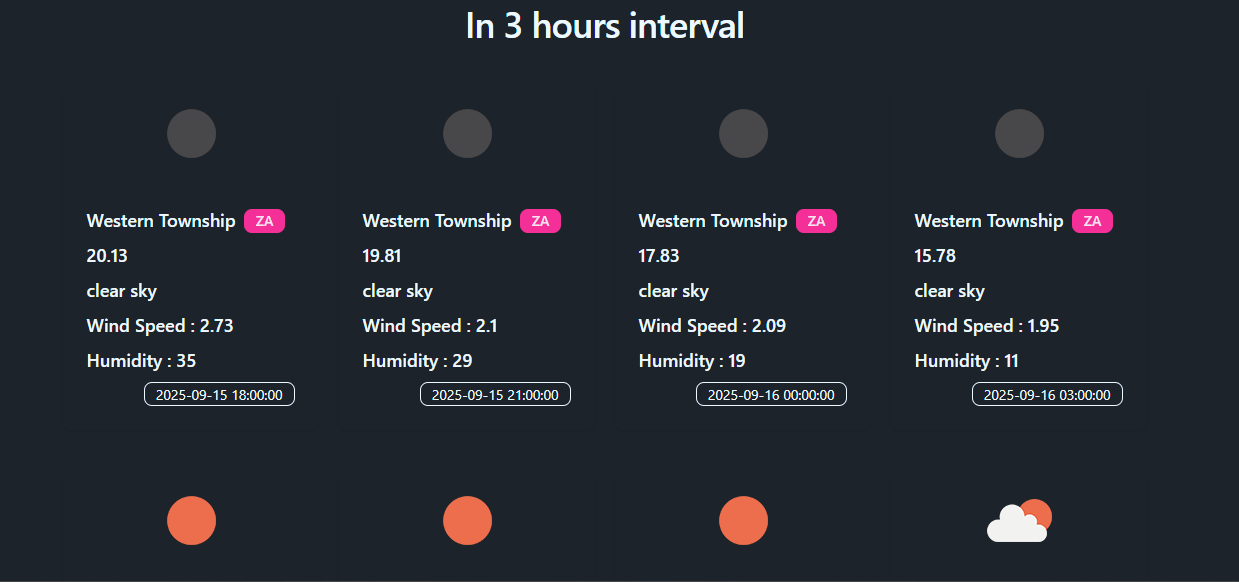 In 3 hours interval
Western Township ZA
20.13
clear sky
Wind Speed : 2.73
Humidity : 35
2025-09-15 18:00:00
Western Township ZA
19.81
clear sky
Wind Speed : 2.1
Humidity : 29
2025-09-15 21:00:00
Western Township ZA
17.83
clear sky
Wind Speed : 2.09
Humidity : 19
2025-09-16 00:00:00
Western Township ZA
15.78
clear sky
Wind Speed : 1.95
Humidity : 11
2025-09-16 03:00:00